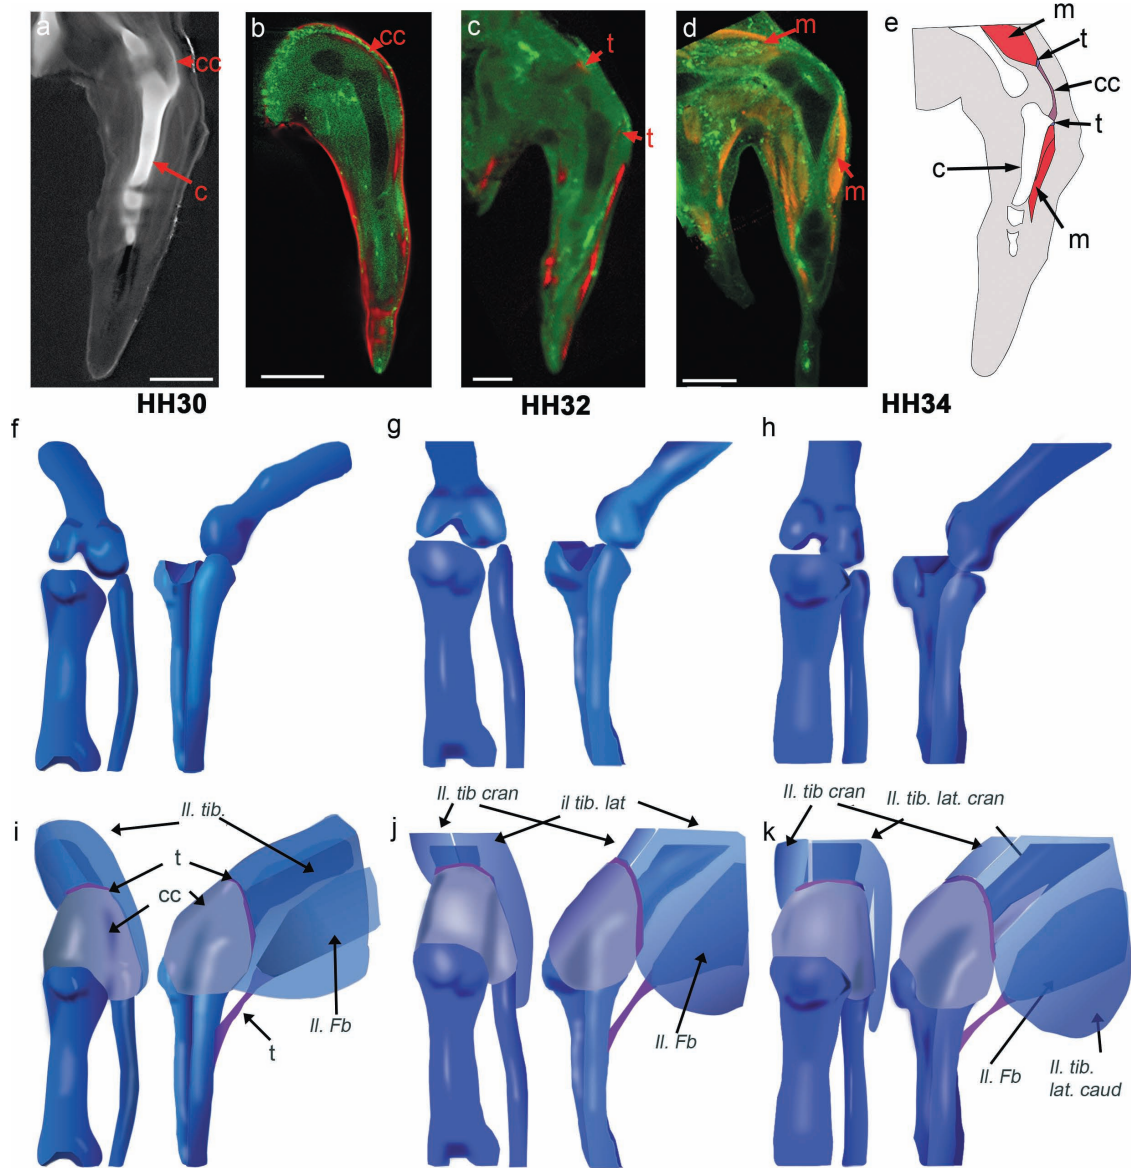 a
cc
c
b
cc
c
t
t
d
m
m
e
m
t
cc
t
c
m
HH30
HH32
HH34
f
g
h
i
Il. tib.
t
cc
Il. Fb
t
j
Il. tib cran
il tib. lat
Il. Fb
k
Il. tib cran
Il. tib. lat. cran
Il. Fb
Il. tib.
lat. caud